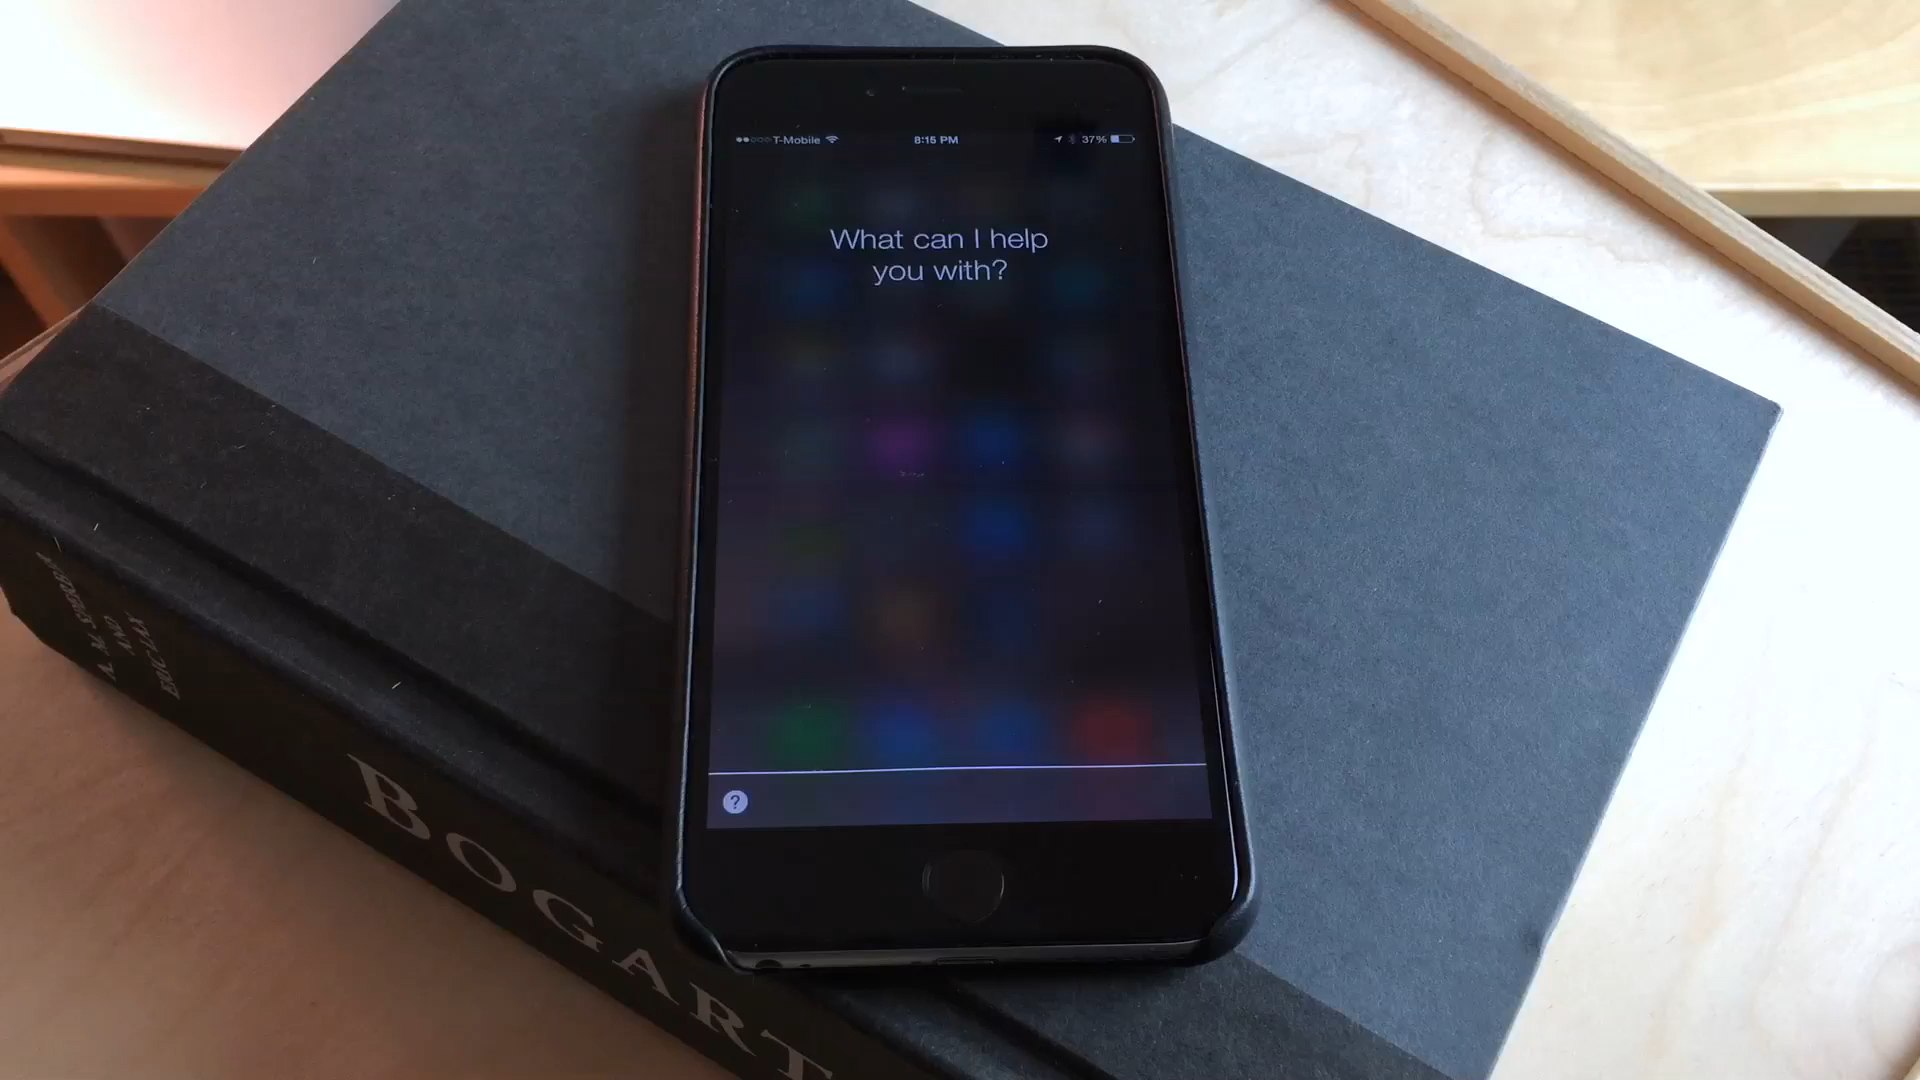 T-Mobile 8:15 PM 37%
What can I help
you with?
?
A. M. SPERBER
AND
ERIC LAX
BOGART